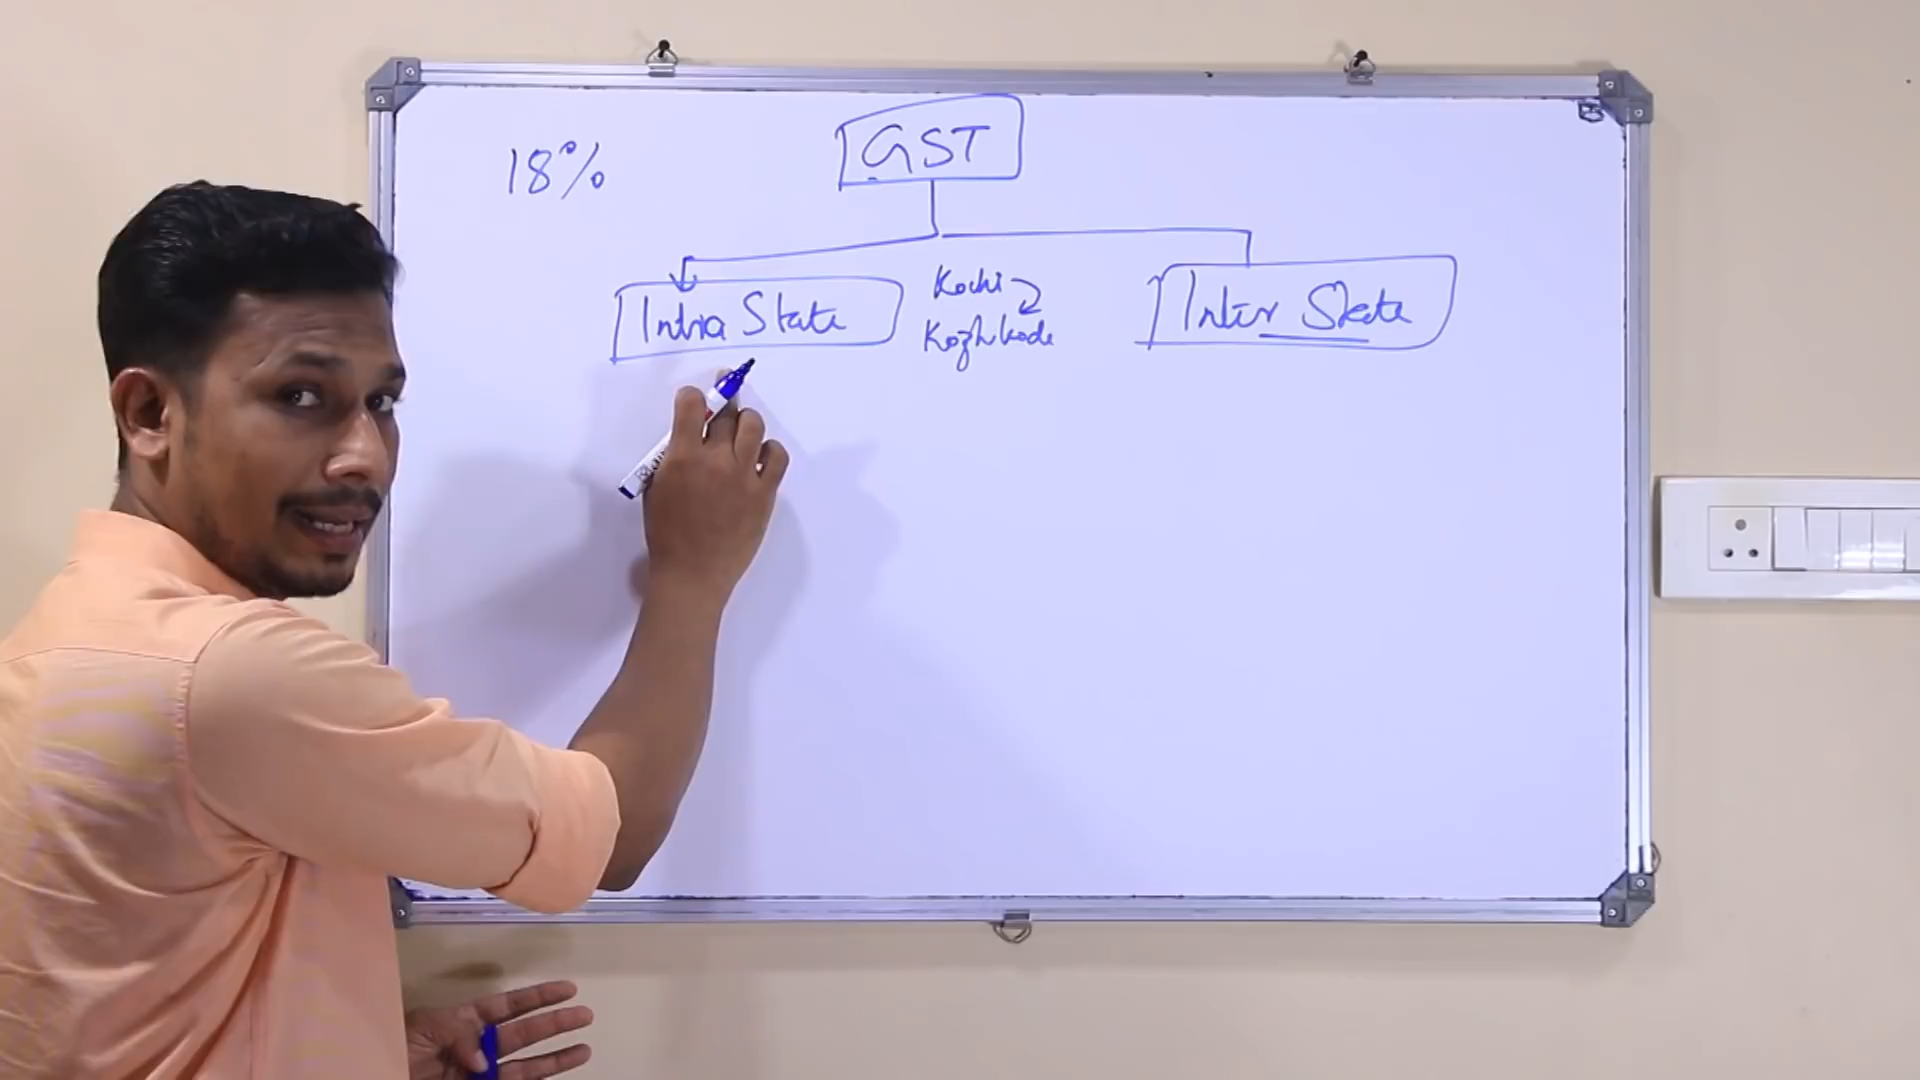 18%
GST
Intra State
Kochi
Kozhikode
Inter State